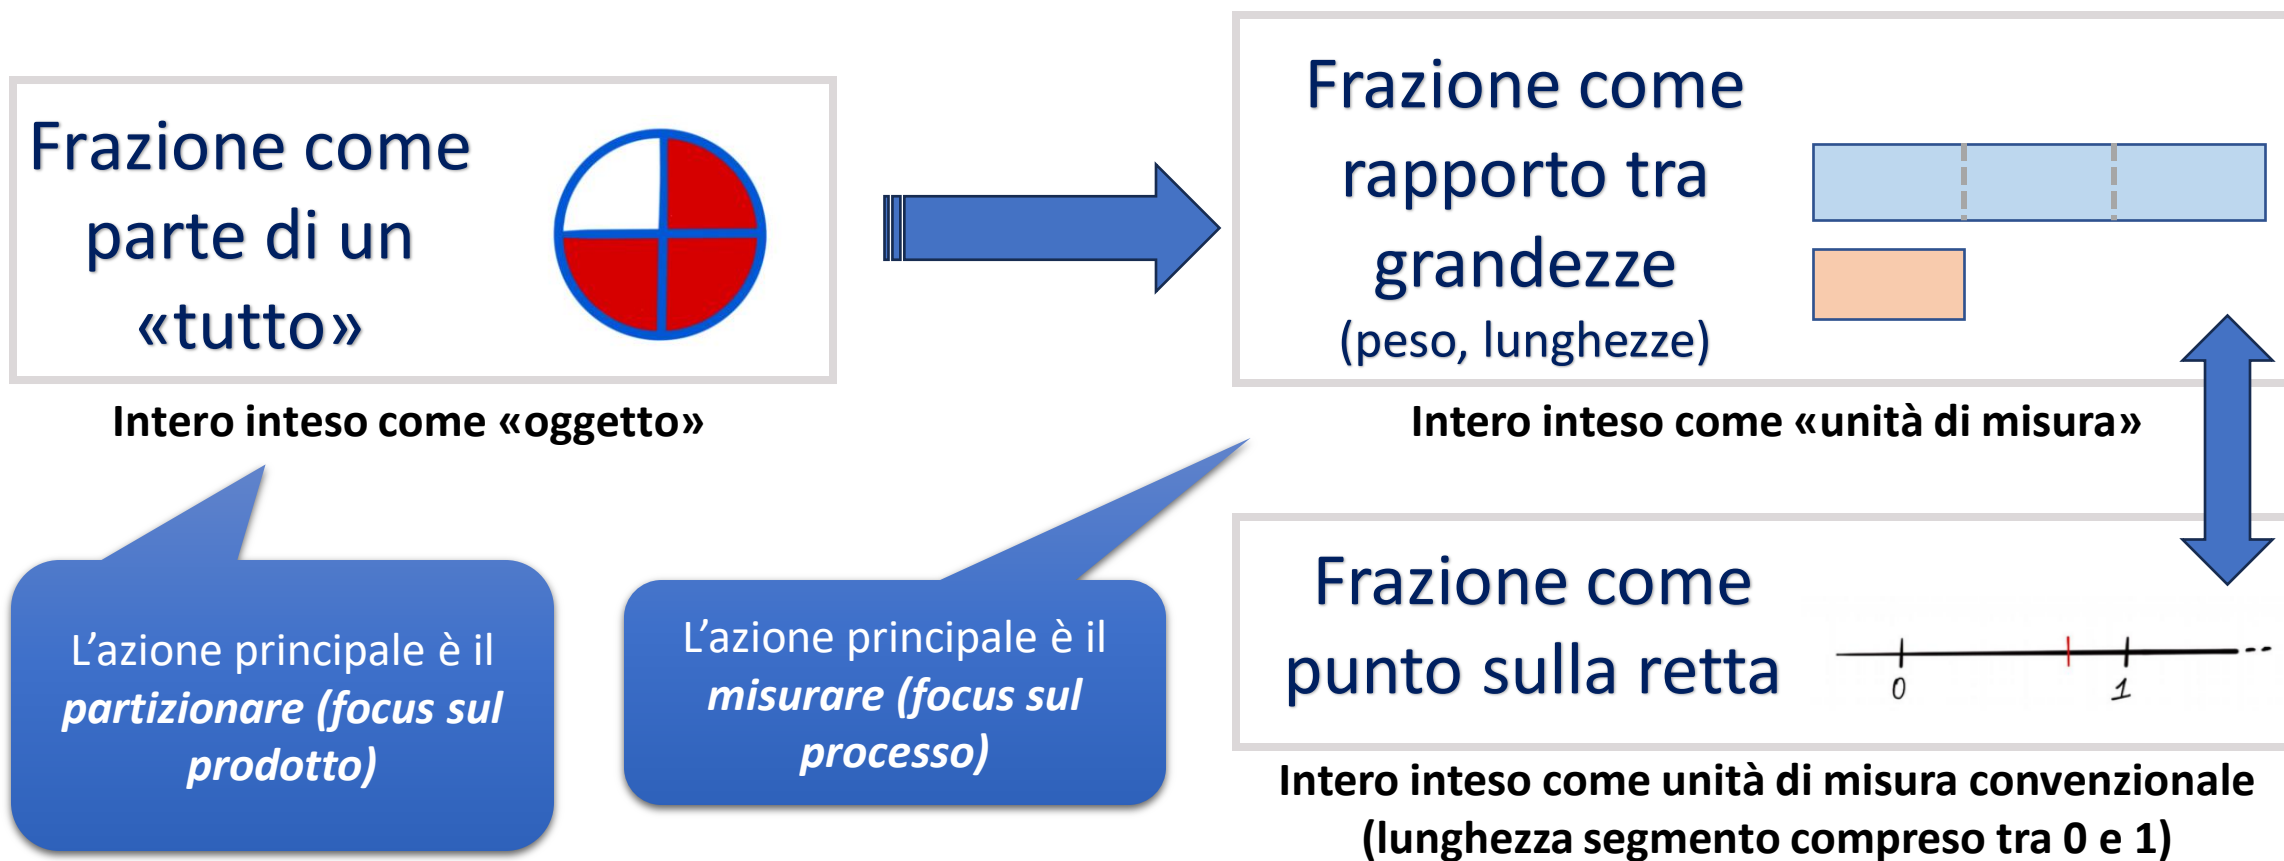 Frazione come
parte di un
«tutto»
Intero inteso come «oggetto»
L’azione principale è il
partizionare (focus sul
prodotto)
L’azione principale è il
misurare (focus sul
processo)
Frazione come
rapporto tra
grandezze
(peso, lunghezze)
Intero inteso come «unità di misura»
Frazione come
punto sulla retta
0 1
Intero inteso come unità di misura convenzionale
(lunghezza segmento compreso tra 0 e 1)